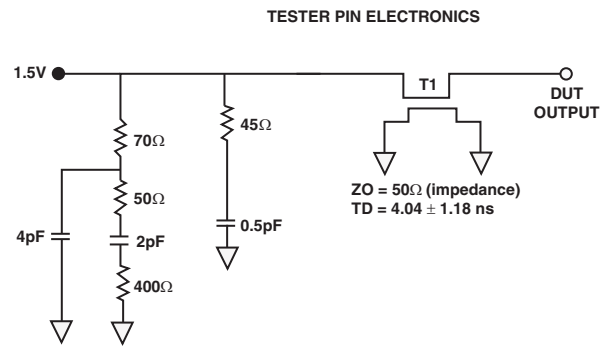 TESTER PIN ELECTRONICS
1.5V
T1
DUT
OUTPUT
70Ω
45Ω
50Ω
4pF
2pF
0.5pF
400Ω
ZO = 50Ω (impedance)
TD = 4.04 ± 1.18 ns